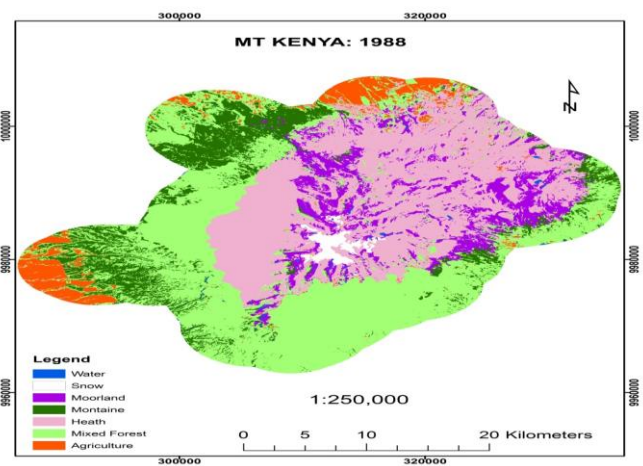 300000 320000
MT KENYA: 1988
N
10000000 10000000
9980000 9980000
9960000 9960000
Legend
Water
Snow
Moorland
Montaine
Heath
Mixed Forest
Agriculture
1:250,000
0 5 10 20 Kilometers
300000 320000